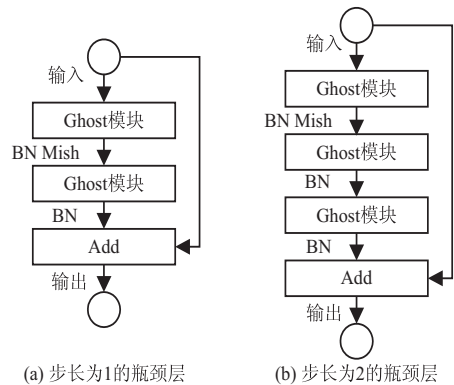 输入
Ghost模块
BN Mish
Ghost模块
BN
Add
输出
(a) 步长为1的瓶颈层
输入
Ghost模块
BN Mish
Ghost模块
BN
Ghost模块
BN
Add
输出
(b) 步长为2的瓶颈层